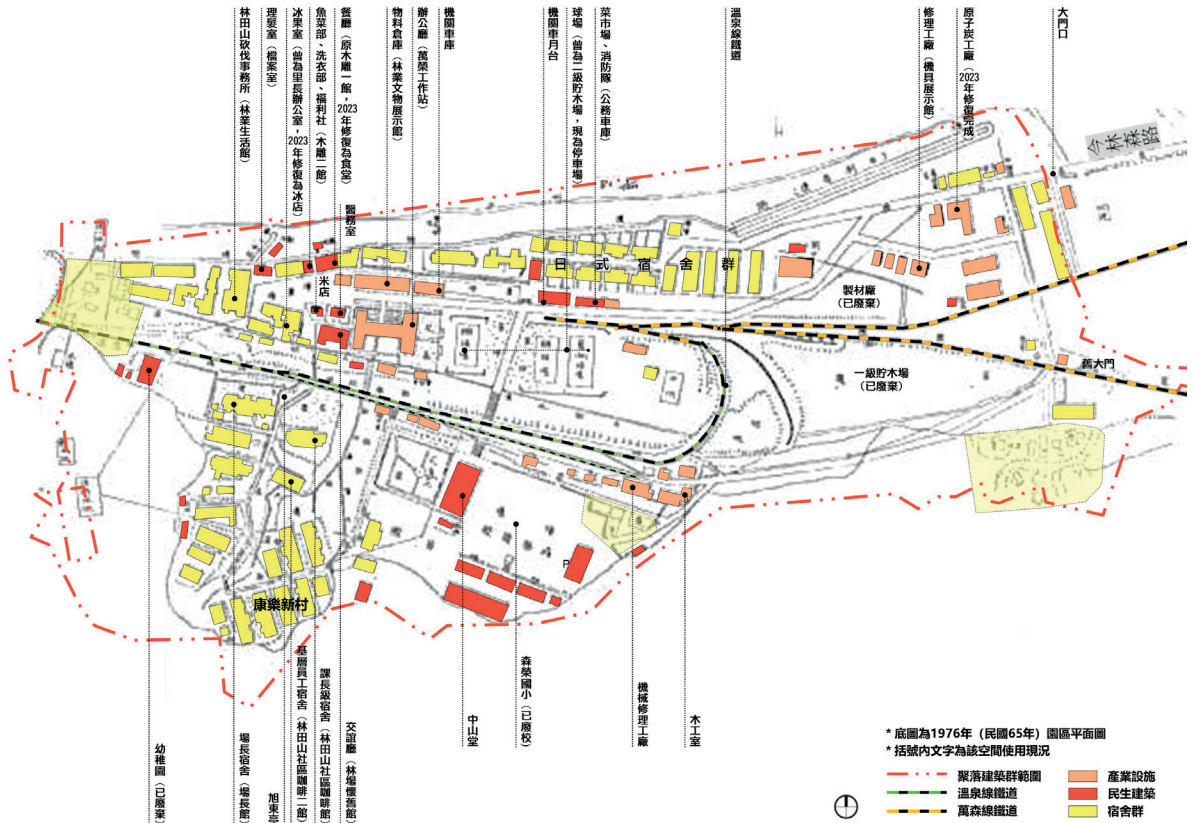 林田山砍伐事務所（林業生活館）
理髮室（檔案室）
冰果室（曾為里長辦公室，2023年修復為冰店）
魚菜部、洗衣部、福利社（木雕二館）
餐廳（原木雕一館，2023年修復為食堂）
醫務室
物料倉庫（林業文物展示館）
辦公廳（萬榮工作站）
機關車庫
機關車月台
球場（曾為二級貯木場，現為停車場）
菜市場、消防隊（公務車庫）
溫泉線鐵道
修理工廠（機具展示館）
原子炭工廠（2023年修復完成）
大門口
今林森路
米店
日式宿舍群
製材廠
（已廢棄）
一級貯木場
（已廢棄）
舊大門
康樂新村
P
幼稚園（已廢棄）
場長宿舍（場長館）
旭東亭
基層員工宿舍（林田山社區咖啡二館）
課長級宿舍（林田山社區咖啡館）
交誼廳（林場懷舊館）
中山堂
森榮國小（已廢校）
機械修理工廠
木工室
* 底圖為1976年（民國65年）園區平面圖
* 括號內文字為該空間使用現況
聚落建築群範圍
溫泉線鐵道
萬森線鐵道
產業設施
民生建築
宿舍群